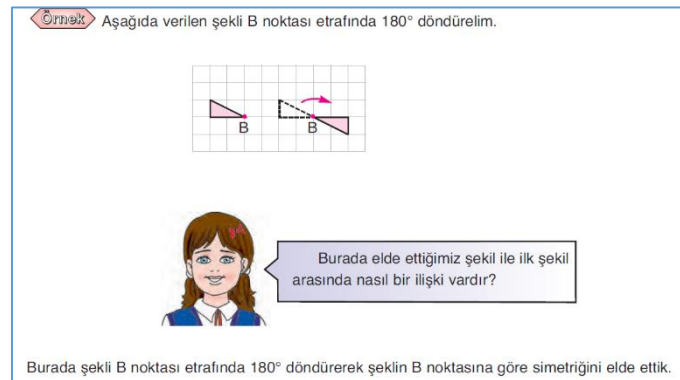 Örnek Aşağıda verilen şekli B noktası etrafında 180° döndürelim.
B B
Burada elde ettiğimiz şekil ile ilk şekil
arasında nasıl bir ilişki vardır?
Burada şekli B noktası etrafında 180° döndürerek şeklin B noktasına göre simetriğini elde ettik.